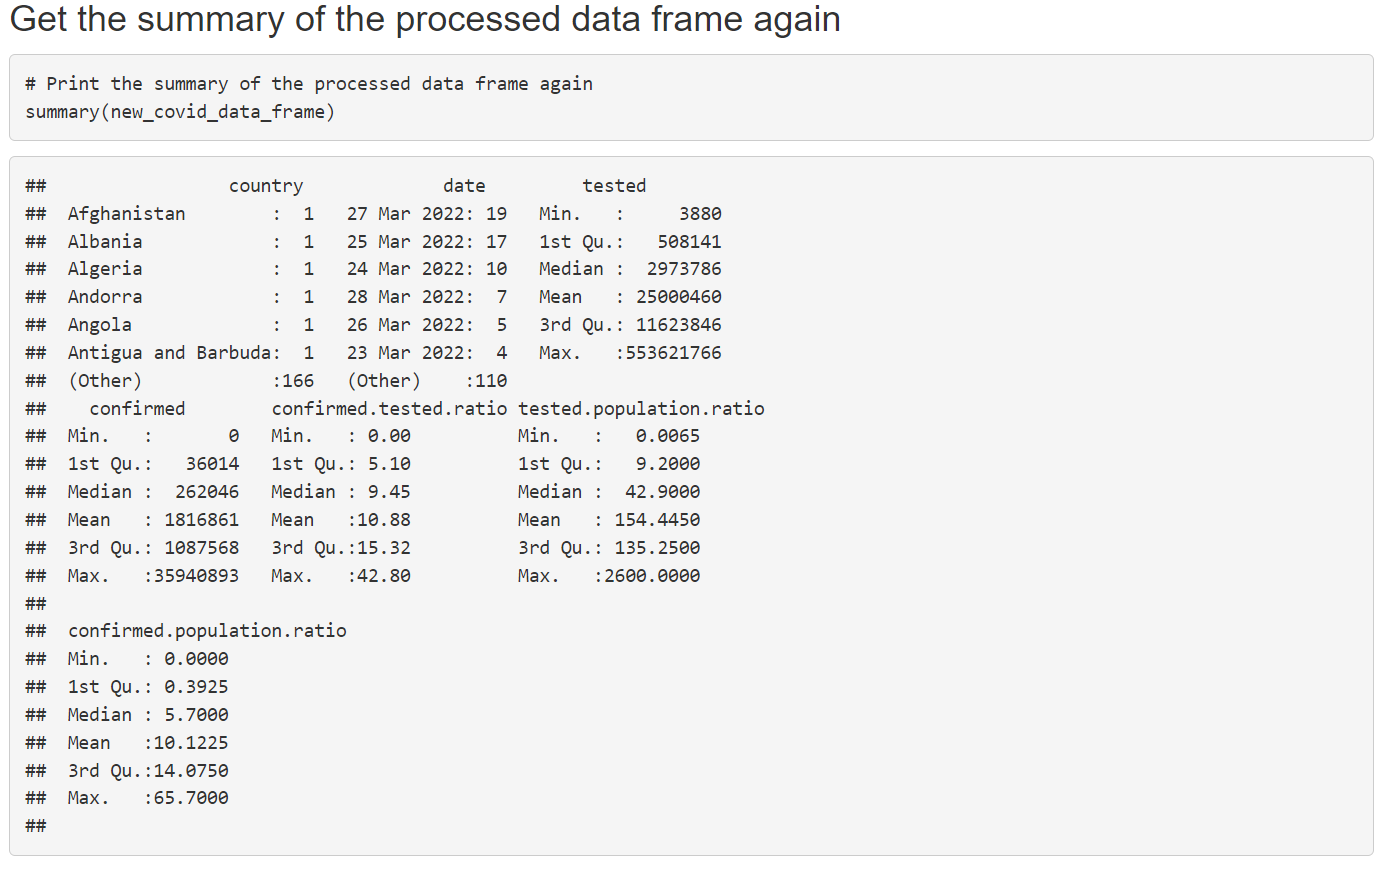 Get the summary of the processed data frame again
# Print the summary of the processed data frame again
summary(new_covid_data_frame)
##                 country             date         tested
##  Afghanistan        :  1   27 Mar 2022: 19   Min.   :     3880
##  Albania            :  1   25 Mar 2022: 17   1st Qu.:   508141
##  Algeria            :  1   24 Mar 2022: 10   Median :  2973786
##  Andorra            :  1   28 Mar 2022:  7   Mean   : 25000460
##  Angola             :  1   26 Mar 2022:  5   3rd Qu.: 11623846
##  Antigua and Barbuda:  1   23 Mar 2022:  4   Max.   :553621766
##  (Other)            :166   (Other)    :110
##    confirmed        confirmed.tested.ratio tested.population.ratio
##  Min.   :       0   Min.   : 0.00          Min.   :   0.0065
##  1st Qu.:   36014   1st Qu.: 5.10          1st Qu.:   9.2000
##  Median :  262046   Median : 9.45          Median :  42.9000
##  Mean   : 1816861   Mean   :10.88          Mean   : 154.4450
##  3rd Qu.: 1087568   3rd Qu.:15.32          3rd Qu.: 135.2500
##  Max.   :35940893   Max.   :42.80          Max.   :2600.0000
##
##  confirmed.population.ratio
##  Min.   : 0.0000
##  1st Qu.: 0.3925
##  Median : 5.7000
##  Mean   :10.1225
##  3rd Qu.:14.0750
##  Max.   :65.7000
##